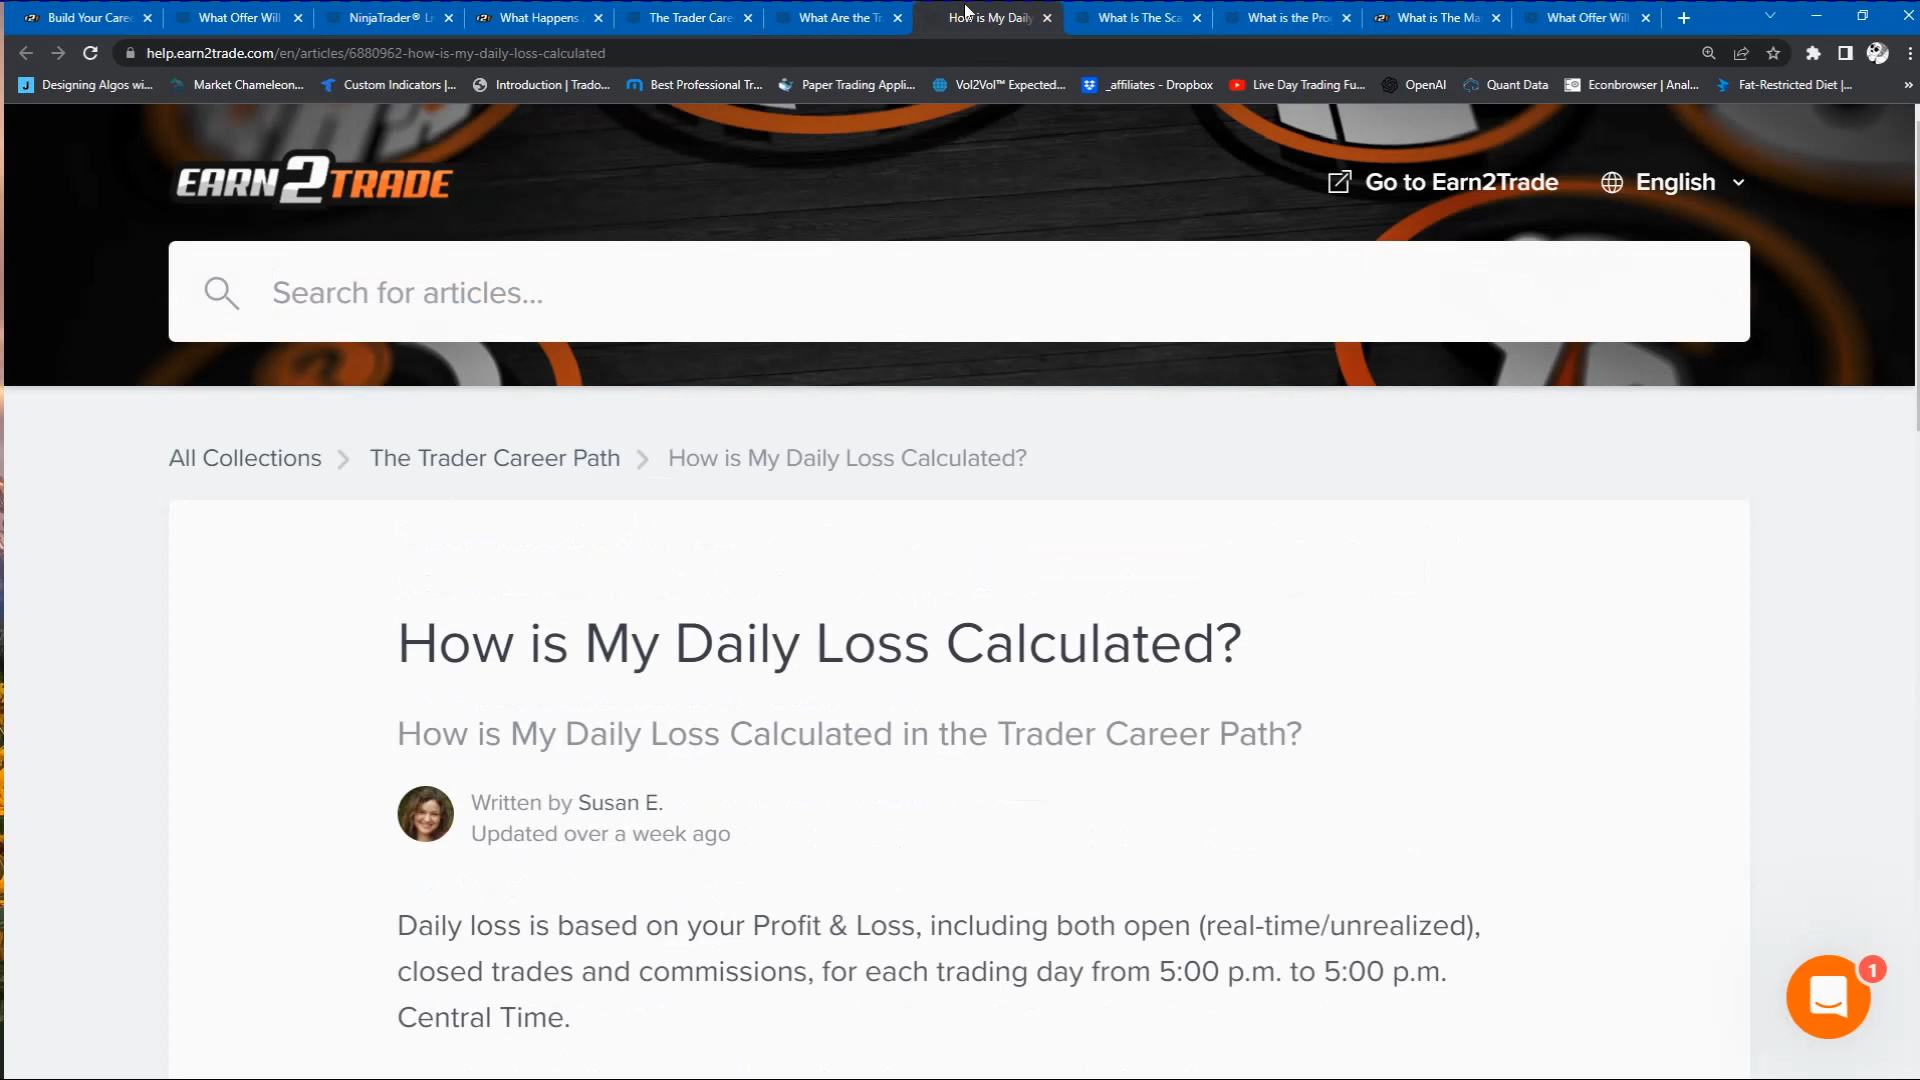 Build Your Caree
What Offer Will
NinjaTrader® Li
What Happens
The Trader Care
What Are the Tr
How is My Daily
What Is The Sca
What is the Pro
What is The Ma
What Offer Will
help.earn2trade.com/en/articles/6880962-how-is-my-daily-loss-calculated
Designing Algos wi...
Market Chameleon...
Custom Indicators |...
Introduction | Trado...
Best Professional Tr...
Paper Trading Appli...
Vol2Vol™ Expected...
_affiliates - Dropbox
Live Day Trading Fu...
OpenAI
Quant Data
Econbrowser | Anal...
Fat-Restricted Diet |...
EARN2TRADE
Go to Earn2Trade
English
Search for articles...
All Collections
The Trader Career Path
How is My Daily Loss Calculated?
How is My Daily Loss Calculated?
How is My Daily Loss Calculated in the Trader Career Path?
Written by Susan E.
Updated over a week ago
Daily loss is based on your Profit & Loss, including both open (real-time/unrealized),
closed trades and commissions, for each trading day from 5:00 p.m. to 5:00 p.m.
Central Time.
1